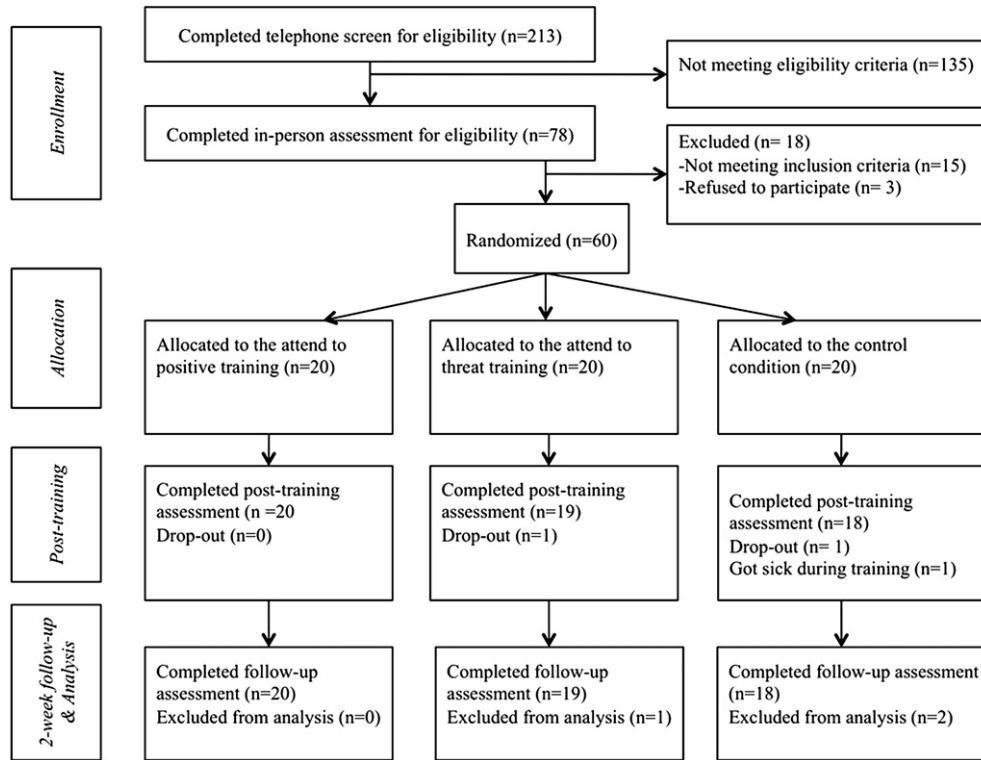 Enrollment
Completed telephone screen for eligibility (n=213)
Not meeting eligibility criteria (n=135)
Completed in-person assessment for eligibility (n=78)
Excluded (n= 18)
-Not meeting inclusion criteria (n=15)
-Refused to participate (n= 3)
Randomized (n=60)
Allocation
Allocated to the attend to
positive training (n=20)
Allocated to the attend to
threat training (n=20)
Allocated to the control
condition (n=20)
Post-training
Completed post-training
assessment (n =20
Drop-out (n=0)
Completed post-training
assessment (n=19)
Drop-out (n=1)
Completed post-training
assessment (n=18)
Drop-out (n= 1)
Got sick during training (n=1)
2-week follow-up
& Analysis
Completed follow-up
assessment (n=20)
Excluded from analysis (n=0)
Completed follow-up
assessment (n=19)
Excluded from analysis (n=1)
Completed follow-up assessment
(n=18)
Excluded from analysis (n=2)